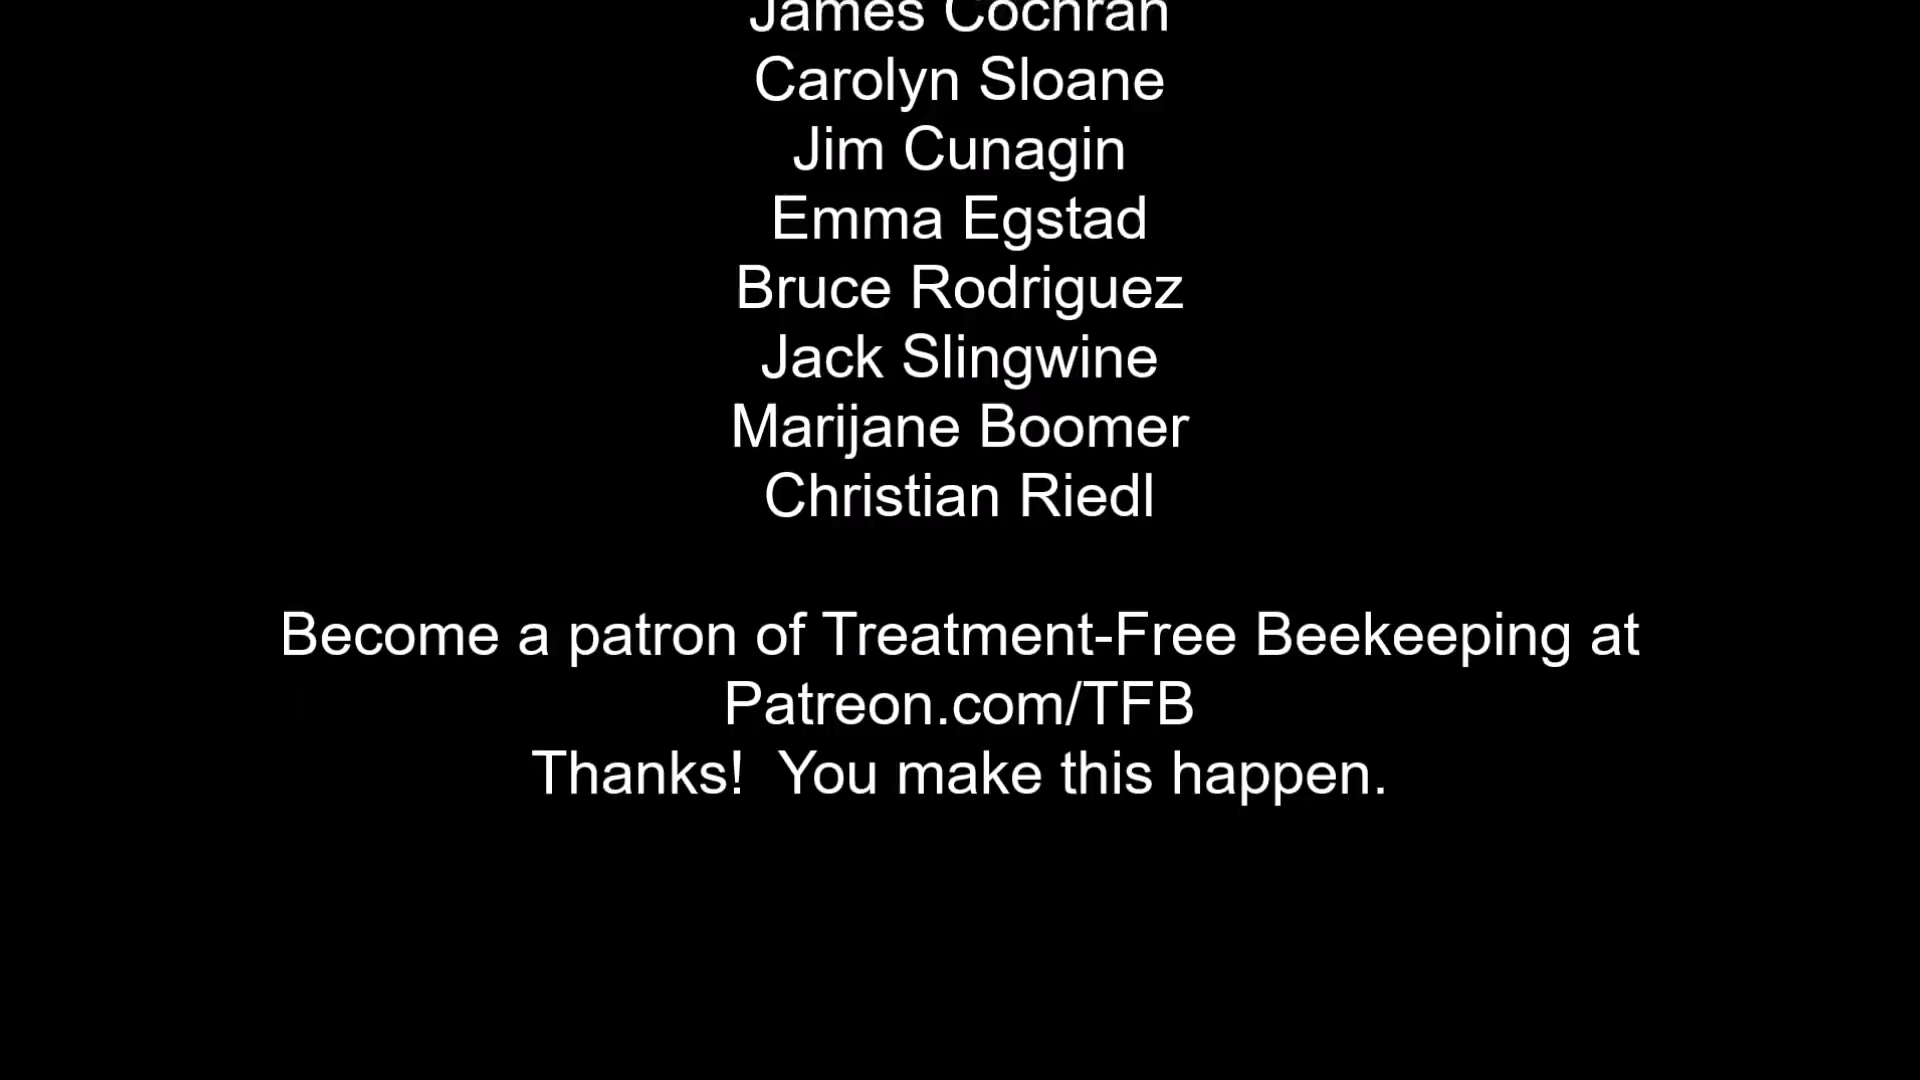 James Cochran
Carolyn Sloane
Jim Cunagin
Emma Egstad
Bruce Rodriguez
Jack Slingwine
Marijane Boomer
Christian Riedl
Become a patron of Treatment-Free Beekeeping at
Patreon.com/TFB
Thanks!  You make this happen.